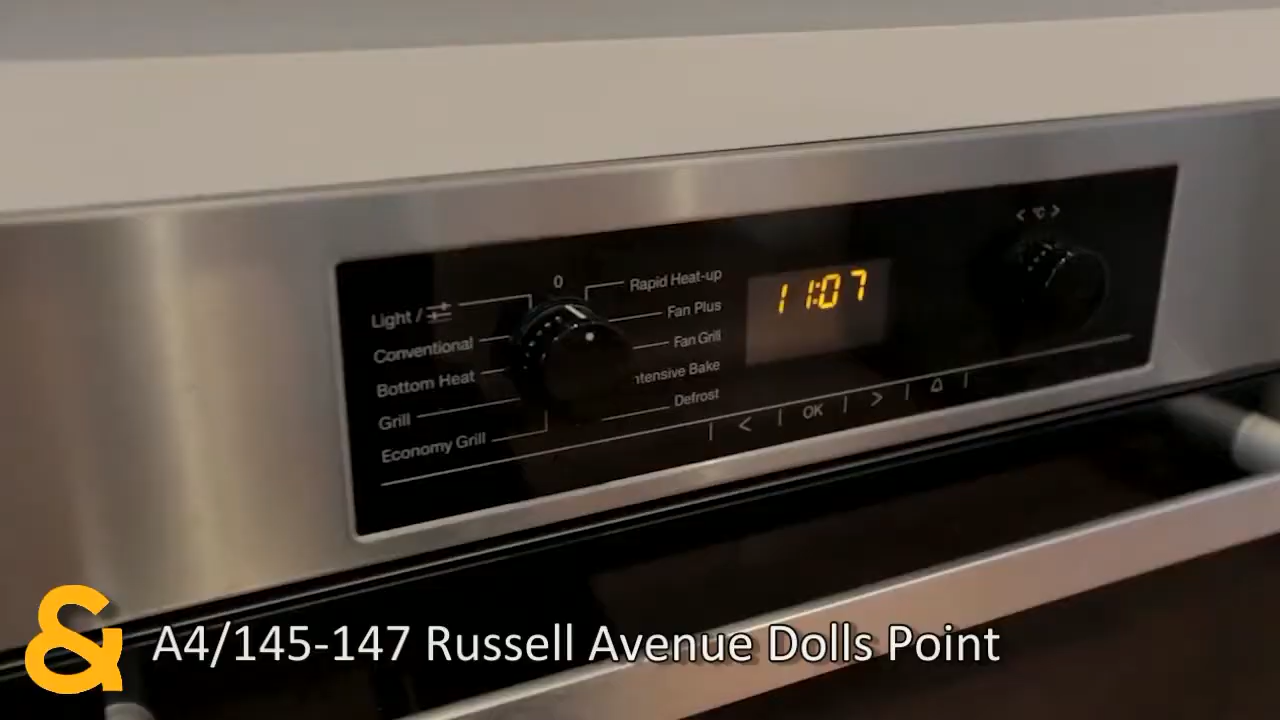 0
Light /
Conventional
Bottom Heat
Grill
Economy Grill
Rapid Heat-up
Fan Plus
Fan Grill
ntensive Bake
Defrost
11:07
< °C >
< | OK | >
& A4/145-147 Russell Avenue Dolls Point